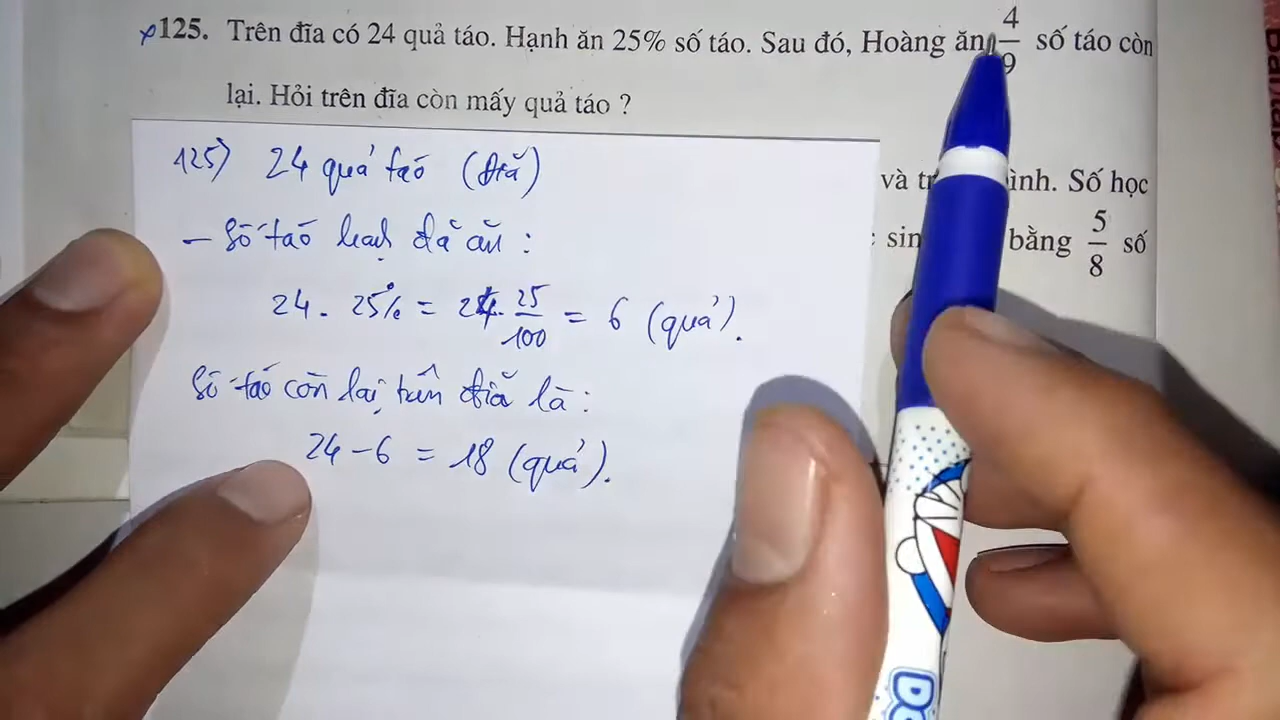 125. Trên đĩa có 24 quả táo. Hạnh ăn 25% số táo. Sau đó, Hoàng ăn 4/9 số táo còn
lại. Hỏi trên đĩa còn mấy quả táo ?
125) 24 quả táo (đĩa)
và
ình. Số học
sin
bằng 5/8 số
– Số táo Hạnh đã ăn :
24 . 25% = 24 . 25/100 = 6 (quả).
Số táo còn lại trên đĩa là :
24 – 6 = 18 (quả).